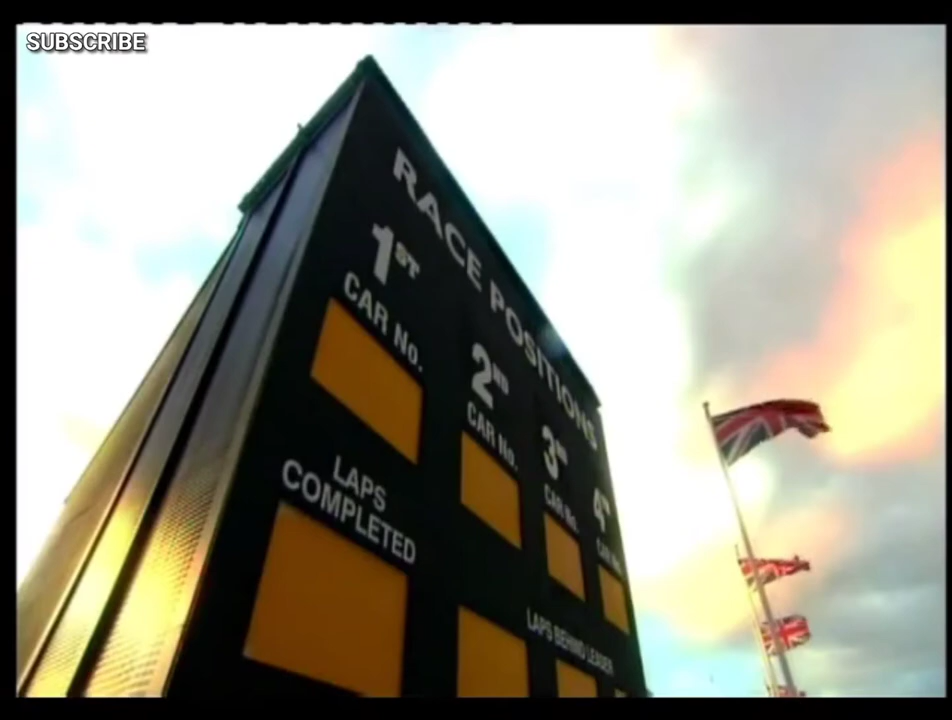 SUBSCRIBE
RACE POSITIONS
1ST
CAR No.
2ND
CAR No.
3RD
CAR No.
4TH
CAR No.
LAPS
COMPLETED
LAPS BEHIND LEADER